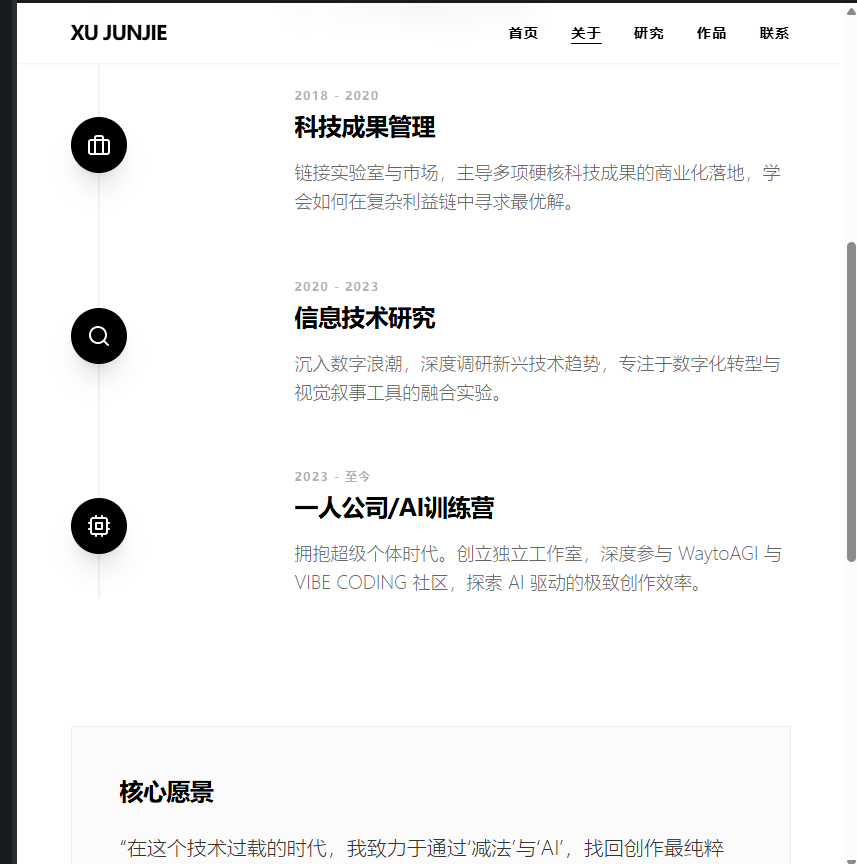 XU JUNJIE
首页 关于 研究 作品 联系
2018 - 2020
科技成果管理
链接实验室与市场，主导多项硬核科技成果的商业化落地，学
会如何在复杂利益链中寻求最优解。
2020 - 2023
信息技术研究
沉入数字浪潮，深度调研新兴技术趋势，专注于数字化转型与
视觉叙事工具的融合实验。
2023 - 至今
一人公司/AI训练营
拥抱超级个体时代。创立独立工作室，深度参与 WaytoAGI 与
VIBE CODING 社区，探索 AI 驱动的极致创作效率。
核心愿景
“在这个技术过载的时代，我致力于通过‘减法’与‘AI’，找回创作最纯粹